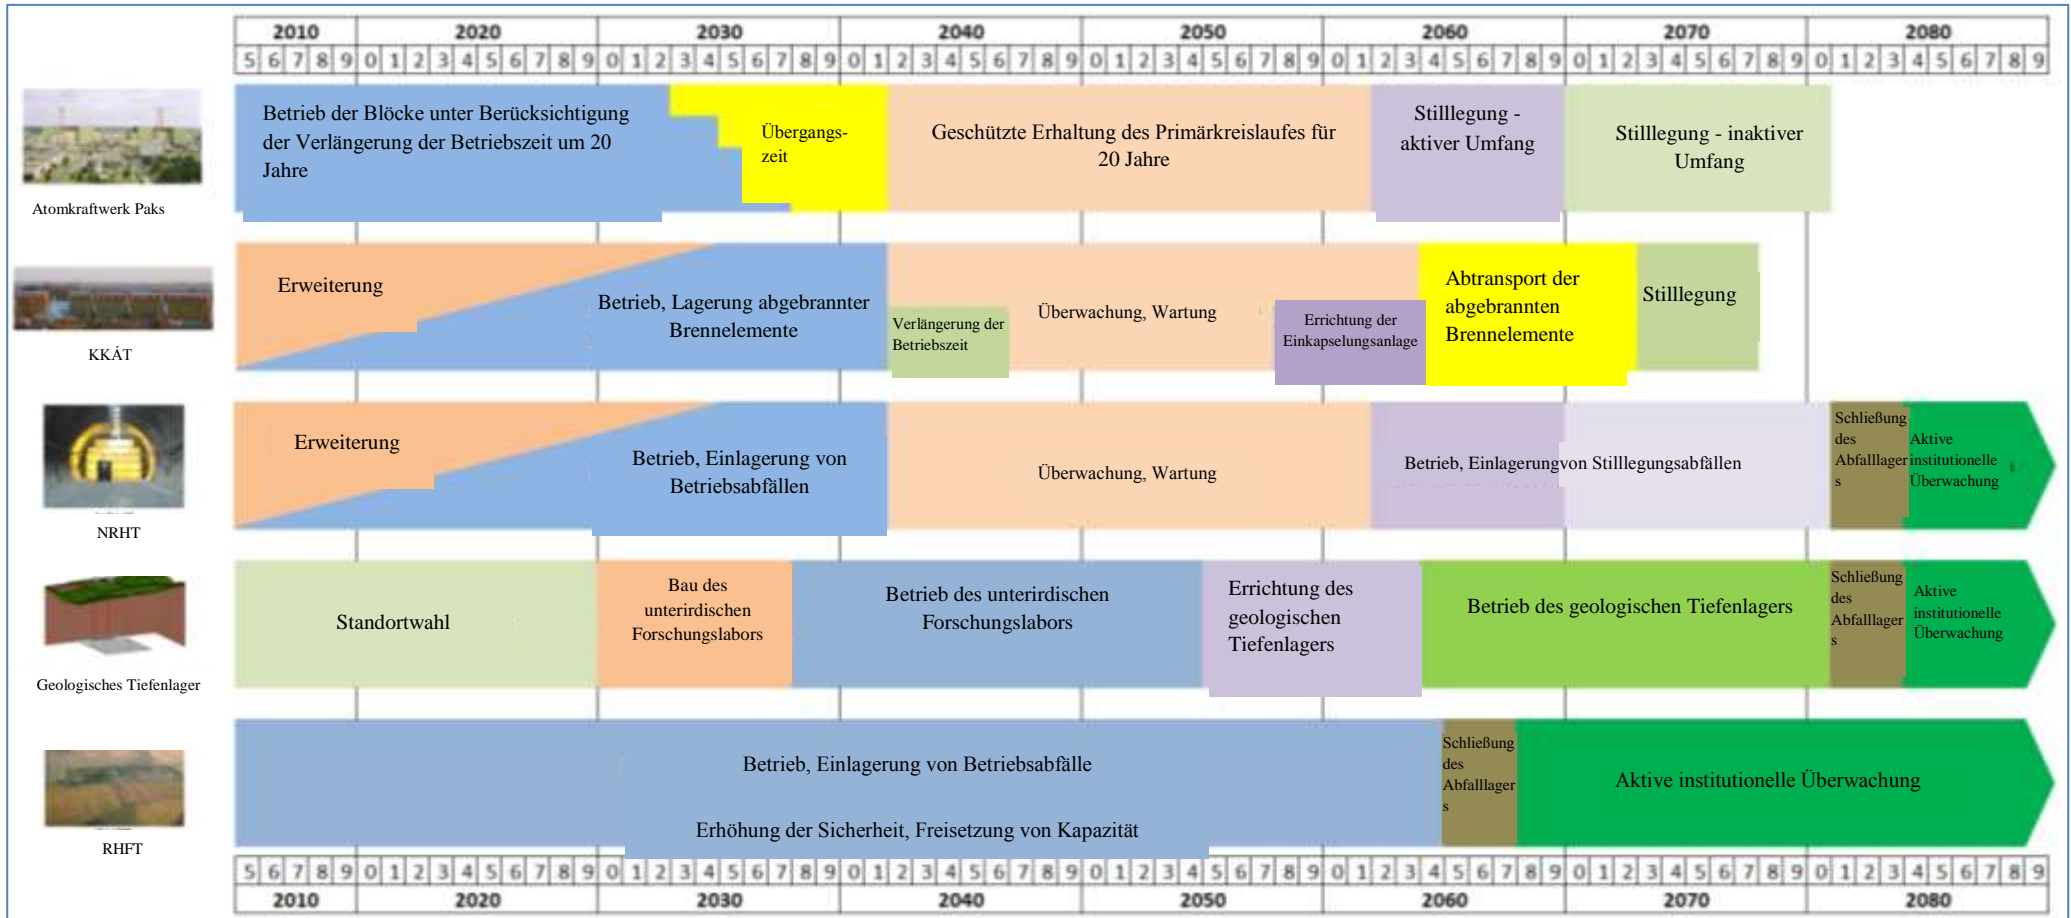 2010 2020 2030 2040 2050 2060 2070 2080
5 6 7 8 9 0 1 2 3 4 5 6 7 8 9 0 1 2 3 4 5 6 7 8 9 0 1 2 3 4 5 6 7 8 9 0 1 2 3 4 5 6 7 8 9 0 1 2 3 4 5 6 7 8 9 0 1 2 3 4 5 6 7 8 9 0 1 2 3 4 5 6 7 8 9
Atomkraftwerk Paks
Betrieb der Blöcke unter Berücksichtigung
der Verlängerung der Betriebszeit um 20
Jahre
Übergangs-
zeit
Geschützte Erhaltung des Primärkreislaufes für
20 Jahre
Stilllegung -
aktiver Umfang
Stilllegung - inaktiver
Umfang
KKÁT
Erweiterung
Betrieb, Lagerung abgebrannter
Brennelemente
Verlängerung der
Betriebszeit
Überwachung, Wartung
Errichtung der
Einkapselungsanlage
Abtransport der
abgebrannten
Brennelemente
Stilllegung
NRHT
Erweiterung
Betrieb, Einlagerung von
Betriebsabfällen
Überwachung, Wartung
Betrieb, Einlagerungvon Stilllegungsabfällen
Schließung
des
Abfalllager
s
Aktive
institutionelle
Überwachung
Geologisches Tiefenlager
Standortwahl
Bau des
unterirdischen
Forschungslabors
Betrieb des unterirdischen
Forschungslabors
Errichtung des
geologischen
Tiefenlagers
Betrieb des geologischen Tiefenlagers
Schließung
des
Abfalllager
s
Aktive
institutionelle
Überwachung
RHFT
Betrieb, Einlagerung von Betriebsabfälle
Erhöhung der Sicherheit, Freisetzung von Kapazität
Schließung
des
Abfalllager
s
Aktive institutionelle Überwachung
5 6 7 8 9 0 1 2 3 4 5 6 7 8 9 0 1 2 3 4 5 6 7 8 9 0 1 2 3 4 5 6 7 8 9 0 1 2 3 4 5 6 7 8 9 0 1 2 3 4 5 6 7 8 9 0 1 2 3 4 5 6 7 8 9 0 1 2 3 4 5 6 7 8 9
2010 2020 2030 2040 2050 2060 2070 2080